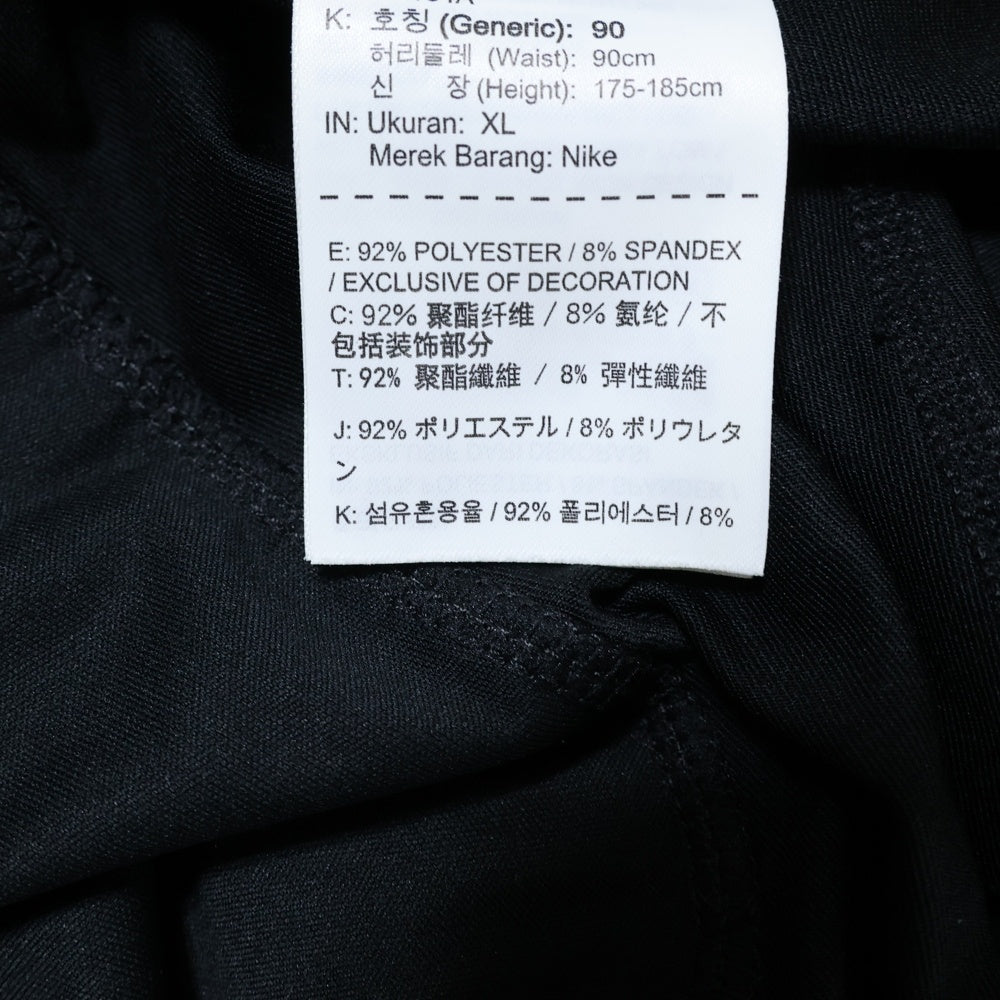 K: 호칭 (Generic): 90
허리둘레 (Waist): 90cm
신 장 (Height): 175-185cm
IN: Ukuran: XL
Merek Barang: Nike
E: 92% POLYESTER / 8% SPANDEX
/ EXCLUSIVE OF DECORATION
C: 92% 聚酯纤维 / 8% 氨纶 / 不
包括装饰部分
T: 92% 聚酯纖維 / 8% 彈性纖維
J: 92% ポリエステル / 8% ポリウレタ
ン
K: 섬유혼용율 / 92% 폴리에스터 / 8%